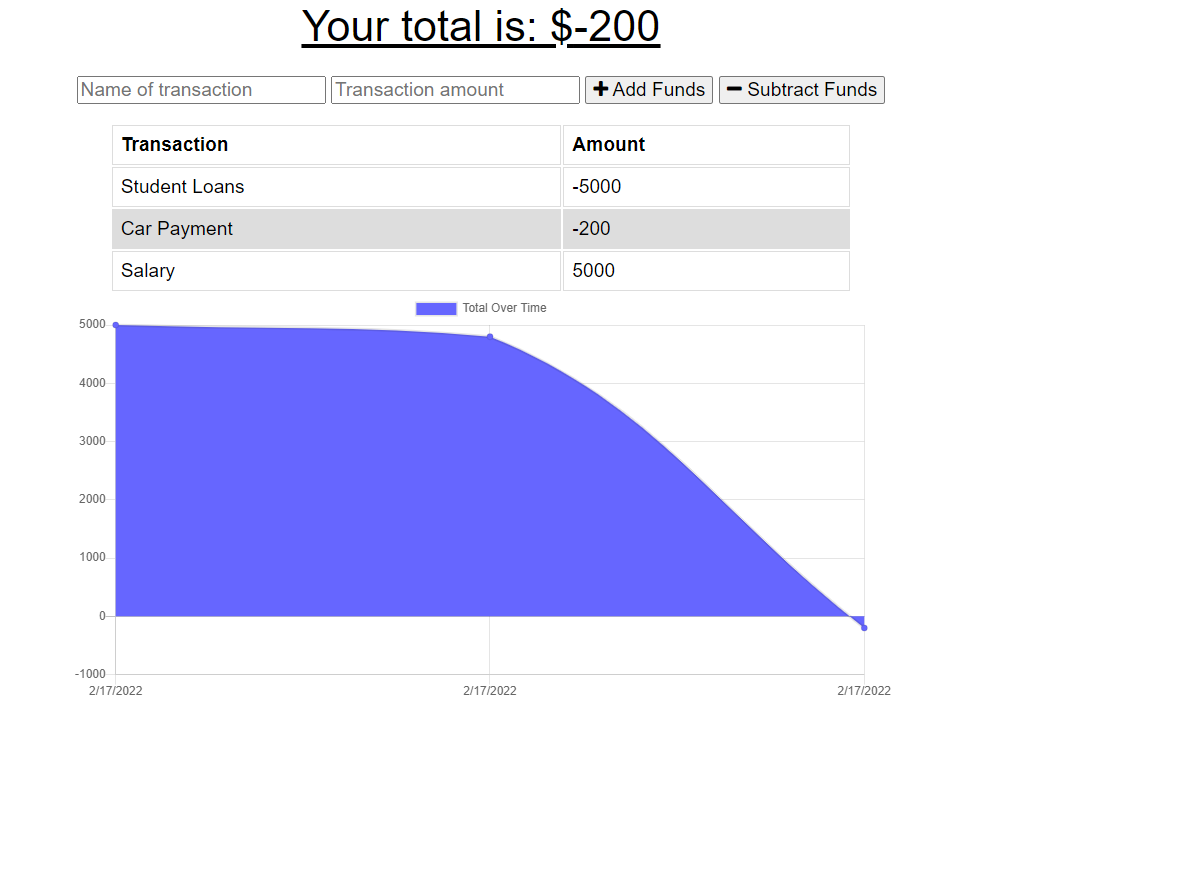 Your total is: $-200
Name of transaction Transaction amount Add Funds Subtract Funds
Transaction Amount
Student Loans -5000
Car Payment -200
Salary 5000
Total Over Time
5000
4000
3000
2000
1000
0
-1000
2/17/2022 2/17/2022 2/17/2022